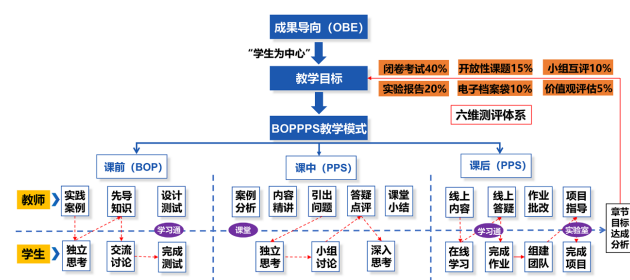 成果导向（OBE）
“学生为中心”
教学目标
闭卷考试40%
开放性课题15%
小组互评10%
实验报告20%
电子档案袋10%
价值观评估5%
六维测评体系
BOPPPS教学模式
课前（BOP）
课中（PPS）
课后（PPS）
教师
实践
案例
先导
知识
设计
测试
案例
分析
内容
精讲
引出
问题
答疑
点评
课堂
小结
线上
内容
线上
答疑
作业
批改
项目
指导
学习通
课堂
学习通
实验室
章节
目标
达成
分析
学生
独立
思考
交流
讨论
完成
测试
独立
思考
小组
讨论
深入
思考
在线
学习
完成
作业
组建
团队
完成
项目